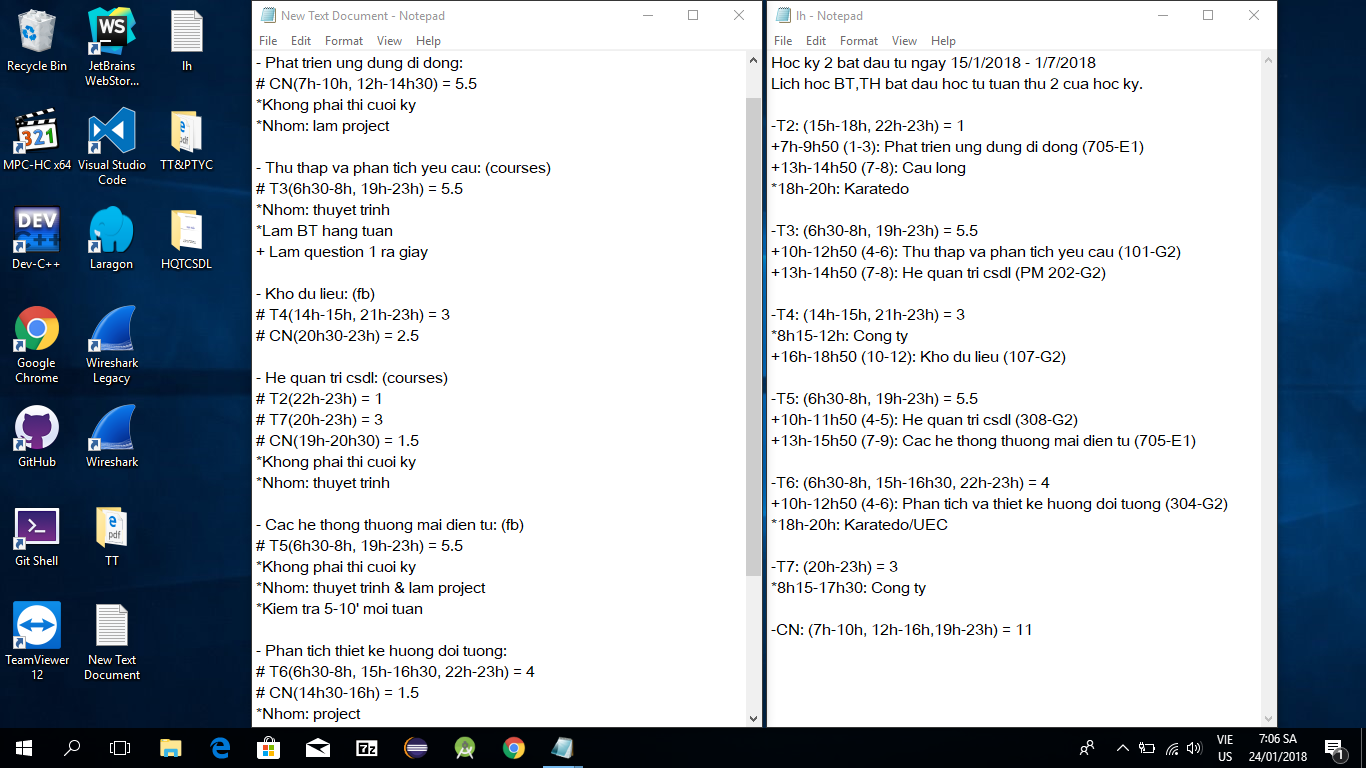 Recycle Bin
JetBrains
WebStor...
lh
MPC-HC x64
Visual Studio
Code
TT&PTYC
Dev-C++
Laragon
HQTCSDL
Google
Chrome
Wireshark
Legacy
GitHub
Wireshark
Git Shell
TT
TeamViewer
12
New Text
Document
New Text Document - Notepad
File Edit Format View Help
- Phat trien ung dung di dong:
# CN(7h-10h, 12h-14h30) = 5.5
*Khong phai thi cuoi ky
*Nhom: lam project
- Thu thap va phan tich yeu cau: (courses)
# T3(6h30-8h, 19h-23h) = 5.5
*Nhom: thuyet trinh
*Lam BT hang tuan
+ Lam question 1 ra giay
- Kho du lieu: (fb)
# T4(14h-15h, 21h-23h) = 3
# CN(20h30-23h) = 2.5
- He quan tri csdl: (courses)
# T2(22h-23h) = 1
# T7(20h-23h) = 3
# CN(19h-20h30) = 1.5
*Khong phai thi cuoi ky
*Nhom: thuyet trinh
- Cac he thong thuong mai dien tu: (fb)
# T5(6h30-8h, 19h-23h) = 5.5
*Khong phai thi cuoi ky
*Nhom: thuyet trinh & lam project
*Kiem tra 5-10' moi tuan
- Phan tich thiet ke huong doi tuong:
# T6(6h30-8h, 15h-16h30, 22h-23h) = 4
# CN(14h30-16h) = 1.5
*Nhom: project
lh - Notepad
File Edit Format View Help
Hoc ky 2 bat dau tu ngay 15/1/2018 - 1/7/2018
Lich hoc BT,TH bat dau hoc tu tuan thu 2 cua hoc ky.
-T2: (15h-18h, 22h-23h) = 1
+7h-9h50 (1-3): Phat trien ung dung di dong (705-E1)
+13h-14h50 (7-8): Cau long
*18h-20h: Karatedo
-T3: (6h30-8h, 19h-23h) = 5.5
+10h-12h50 (4-6): Thu thap va phan tich yeu cau (101-G2)
+13h-14h50 (7-8): He quan tri csdl (PM 202-G2)
-T4: (14h-15h, 21h-23h) = 3
*8h15-12h: Cong ty
+16h-18h50 (10-12): Kho du lieu (107-G2)
-T5: (6h30-8h, 19h-23h) = 5.5
+10h-11h50 (4-5): He quan tri csdl (308-G2)
+13h-15h50 (7-9): Cac he thong thuong mai dien tu (705-E1)
-T6: (6h30-8h, 15h-16h30, 22h-23h) = 4
+10h-12h50 (4-6): Phan tich va thiet ke huong doi tuong (304-G2)
*18h-20h: Karatedo/UEC
-T7: (20h-23h) = 3
*8h15-17h30: Cong ty
-CN: (7h-10h, 12h-16h,19h-23h) = 11
VIE
US
7:06 SA
24/01/2018
1